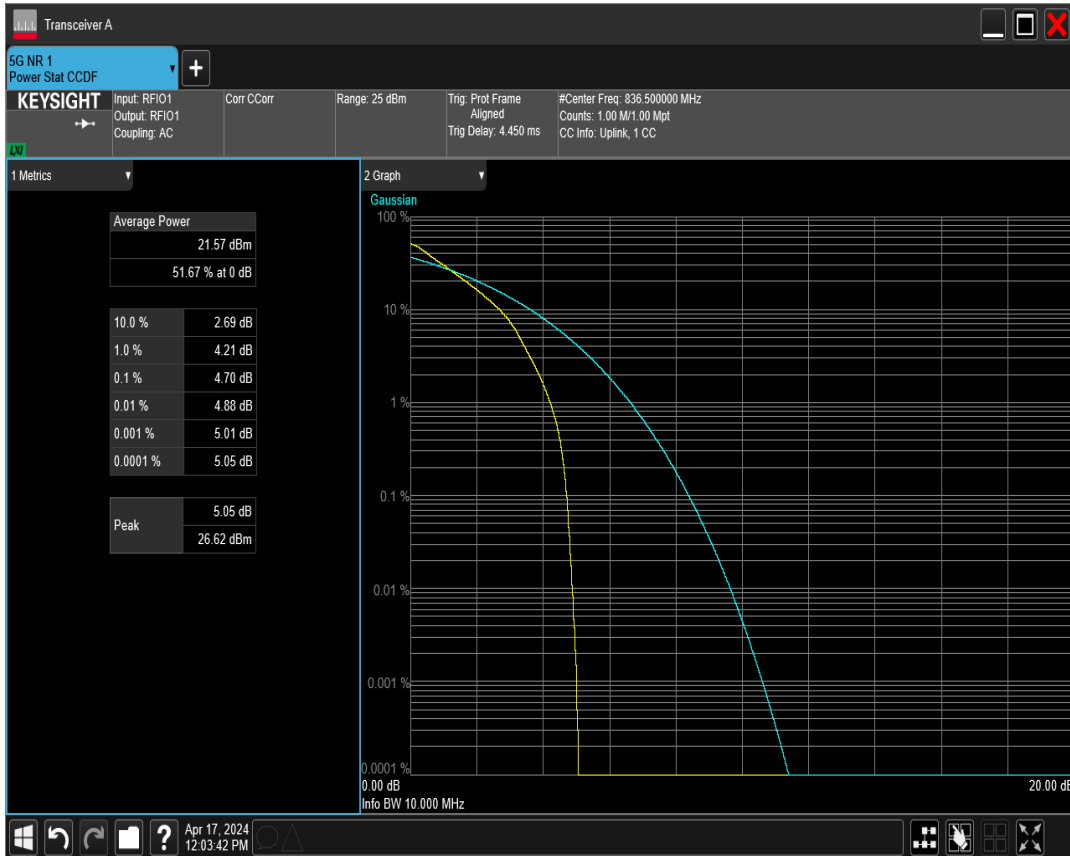 Transceiver A
5G NR 1
Power Stat CCDF
+
KEYSIGHT
LXI
Input: RFIO1
Output: RFIO1
Coupling: AC
Corr CCorr
Range: 25 dBm
Trig: Prot Frame
Aligned
Trig Delay: 4.450 ms
#Center Freq: 836.500000 MHz
Counts: 1.00 M/1.00 Mpt
CC Info: Uplink, 1 CC
1 Metrics
Average Power
21.57 dBm
51.67 % at 0 dB
10.0 % 2.69 dB
1.0 % 4.21 dB
0.1 % 4.70 dB
0.01 % 4.88 dB
0.001 % 5.01 dB
0.0001 % 5.05 dB
Peak
5.05 dB
26.62 dBm
2 Graph
Gaussian
100 %
10 %
1 %
0.1 %
0.01 %
0.001 %
0.0001 %
0.00 dB
20.00 dB
Info BW 10.000 MHz
?
Apr 17, 2024
12:03:42 PM